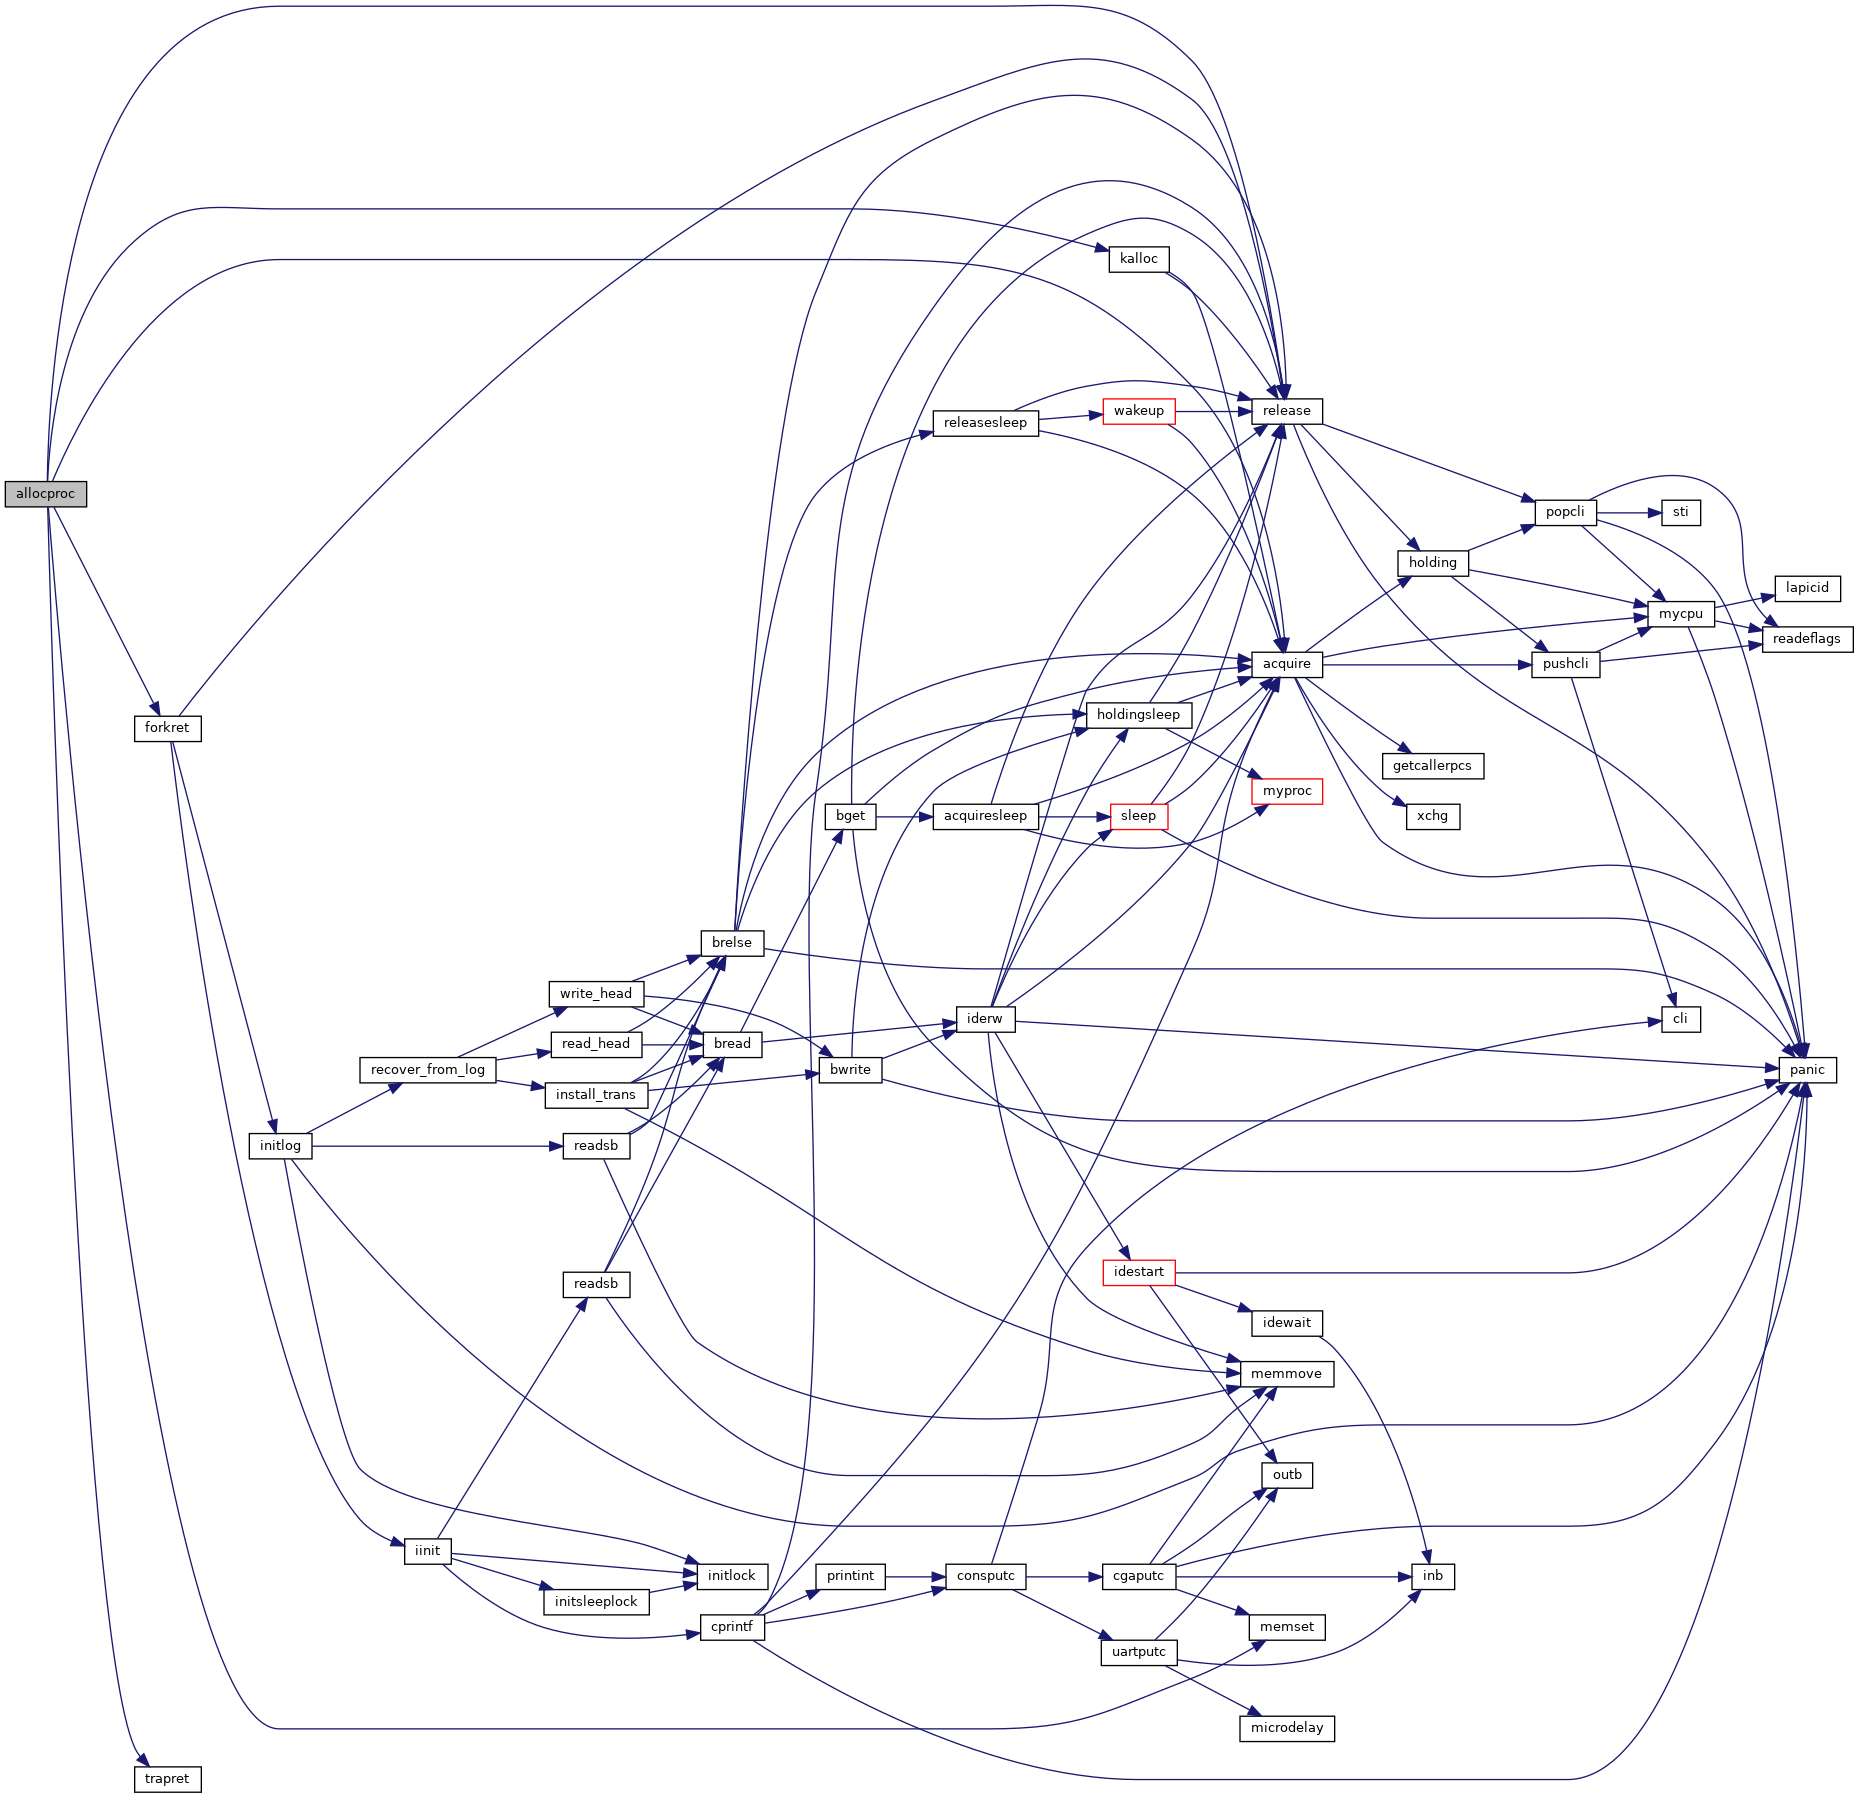 allocproc
forkret
trapret
initlog
iinit
recover_from_log
write_head
read_head
install_trans
readsb
readsb
initsleeplock
brelse
bread
initlock
cprintf
bget
bwrite
printint
releasesleep
acquiresleep
iderw
consputc
kalloc
wakeup
holdingsleep
sleep
idestart
cgaputc
uartputc
release
acquire
myproc
idewait
memmove
outb
memset
microdelay
holding
getcallerpcs
xchg
inb
popcli
pushcli
sti
mycpu
cli
lapicid
readeflags
panic